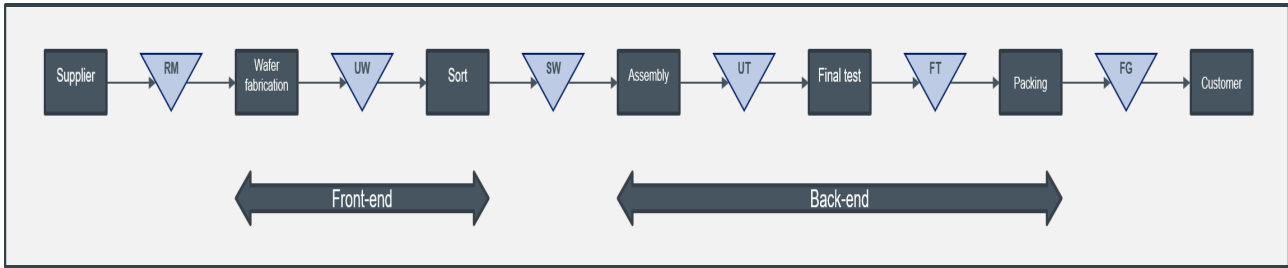 Supplier
RM
Wafer
fabrication
UW
Sort
SW
Assembly
UT
Final test
FT
Packing
FG
Customer
Front-end
Back-end